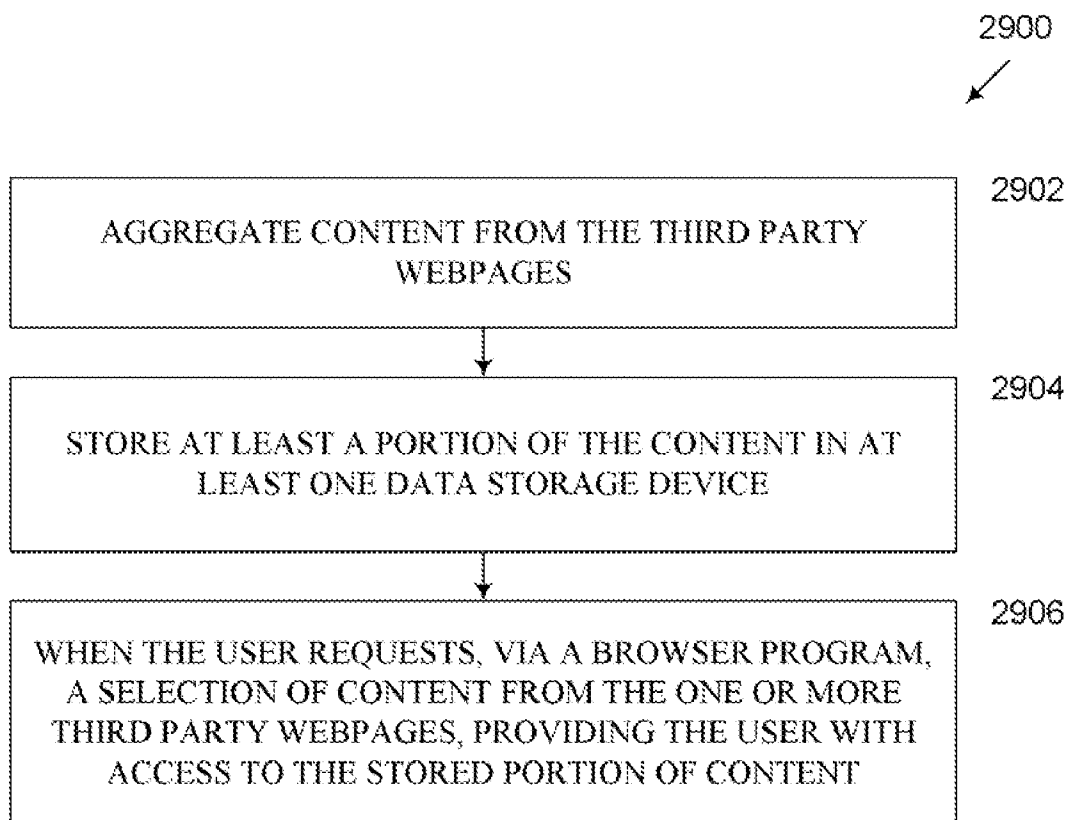 2900
2902
AGGREGATE CONTENT FROM THE THIRD PARTY
WEBPAGES
2904
STORE AT LEAST A PORTION OF THE CONTENT IN AT
LEAST ONE DATA STORAGE DEVICE
2906
WHEN THE USER REQUESTS, VIA A BROWSER PROGRAM,
A SELECTION OF CONTENT FROM THE ONE OR MORE
THIRD PARTY WEBPAGES, PROVIDING THE USER WITH
ACCESS TO THE STORED PORTION OF CONTENT